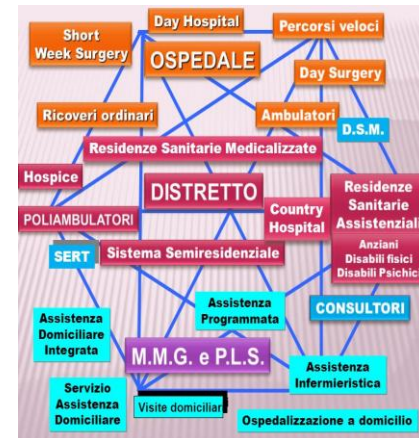 Day Hospital
Percorsi veloci
Short
Week Surgery
OSPEDALE
Day Surgery
Ricoveri ordinari
Ambulatori
D.S.M.
Residenze Sanitarie Medicalizzate
Hospice
DISTRETTO
Residenze
Sanitarie
Assistenziali
POLIAMBULATORI
Country
Hospital
Anziani
Disabili fisici
Disabili Psichici
SERT
Sistema Semiresidenziale
Assistenza
Programmata
CONSULTORI
Assistenza
Domiciliare
Integrata
M.M.G. e P.L.S.
Assistenza
Infermieristica
Servizio
Assistenza
Domiciliare
Visite domiciliari
Ospedalizzazione a domicilio